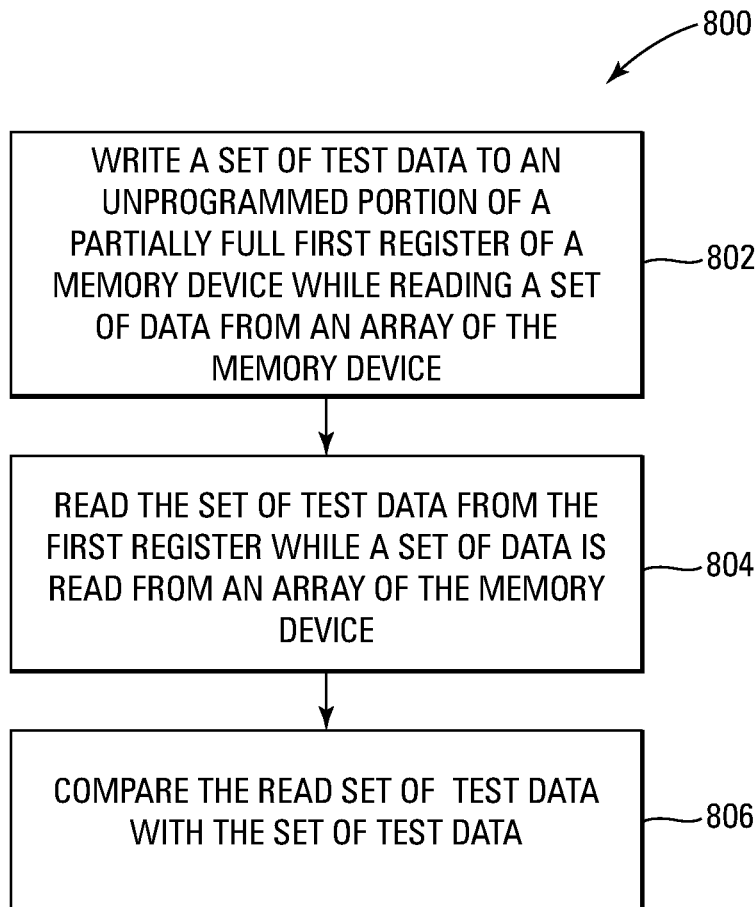 800
WRITE A SET OF TEST DATA TO AN
UNPROGRAMMED PORTION OF A
PARTIALLY FULL FIRST REGISTER OF A
MEMORY DEVICE WHILE READING A SET
OF DATA FROM AN ARRAY OF THE
MEMORY DEVICE
802
READ THE SET OF TEST DATA FROM THE
FIRST REGISTER WHILE A SET OF DATA IS
READ FROM AN ARRAY OF THE MEMORY
DEVICE
804
COMPARE THE READ SET OF TEST DATA
WITH THE SET OF TEST DATA
806